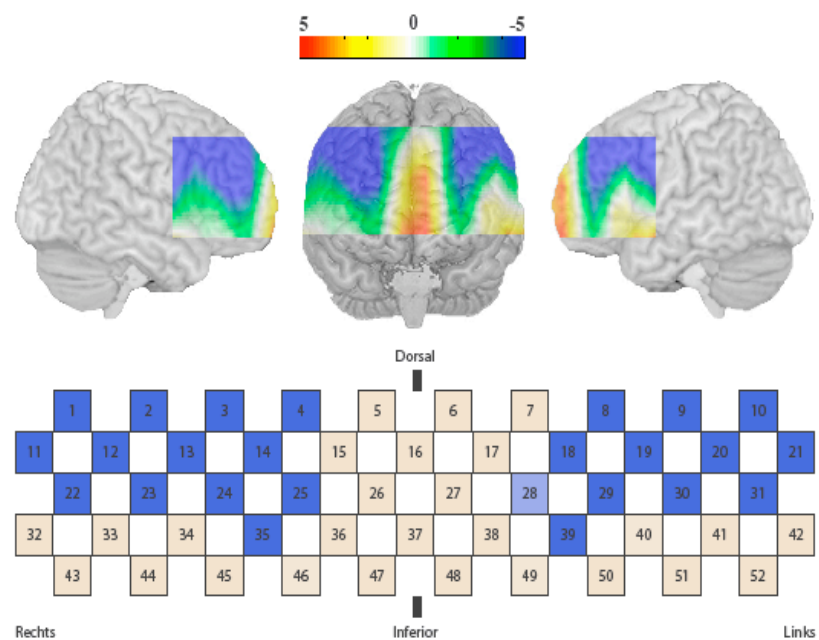 5 0 -5
Dorsal
1 2 3 4 5 6 7 8 9 10
11 12 13 14 15 16 17 18 19 20 21
22 23 24 25 26 27 28 29 30 31
32 33 34 35 36 37 38 39 40 41 42
43 44 45 46 47 48 49 50 51 52
Rechts Inferior Links